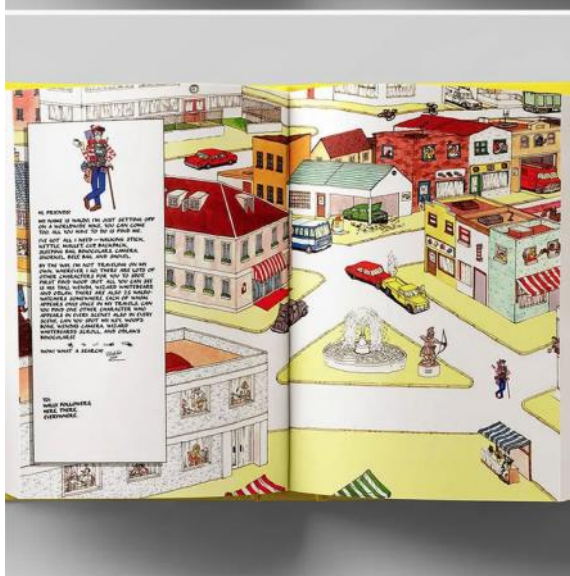 HI, FRIENDS!
MY NAME IS WALDO. I'M JUST SETTING OFF
ON A WORLDWIDE HIKE. YOU CAN COME
TOO. ALL YOU HAVE TO DO IS FIND ME.
I'VE GOT ALL I NEED – WALKING STICK,
KETTLE, MALLET, CUP, BACKPACK,
SLEEPING BAG, BINOCULARS, CAMERA,
SNORKEL, BELT, BAG, AND SHOVEL.
BY THE WAY, I'M NOT TRAVELING ON MY
OWN. WHEREVER I GO, THERE ARE LOTS OF
OTHER CHARACTERS FOR YOU TO SPOT.
FIRST FIND WOOF BUT ALL YOU CAN SEE
IS HIS TAIL, WENDA, WIZARD WHITEBEARD
AND ODLAW. THERE ARE ALSO 25 WALDO-
WATCHERS SOMEWHERE, EACH OF WHOM
APPEARS ONLY ONCE IN MY TRAVELS. CAN
YOU FIND ONE OTHER CHARACTER WHO
APPEARS IN EVERY SCENE? ALSO IN EVERY
SCENE, CAN YOU SPOT MY KEY, WOOF'S
BONE, WENDA'S CAMERA, WIZARD
WHITEBEARD'S SCROLL, AND ODLAW'S
BINOCULARS?
WOW! WHAT A SEARCH!
Waldo
TO:
WALDO FOLLOWERS,
HERE, THERE,
EVERYWHERE.